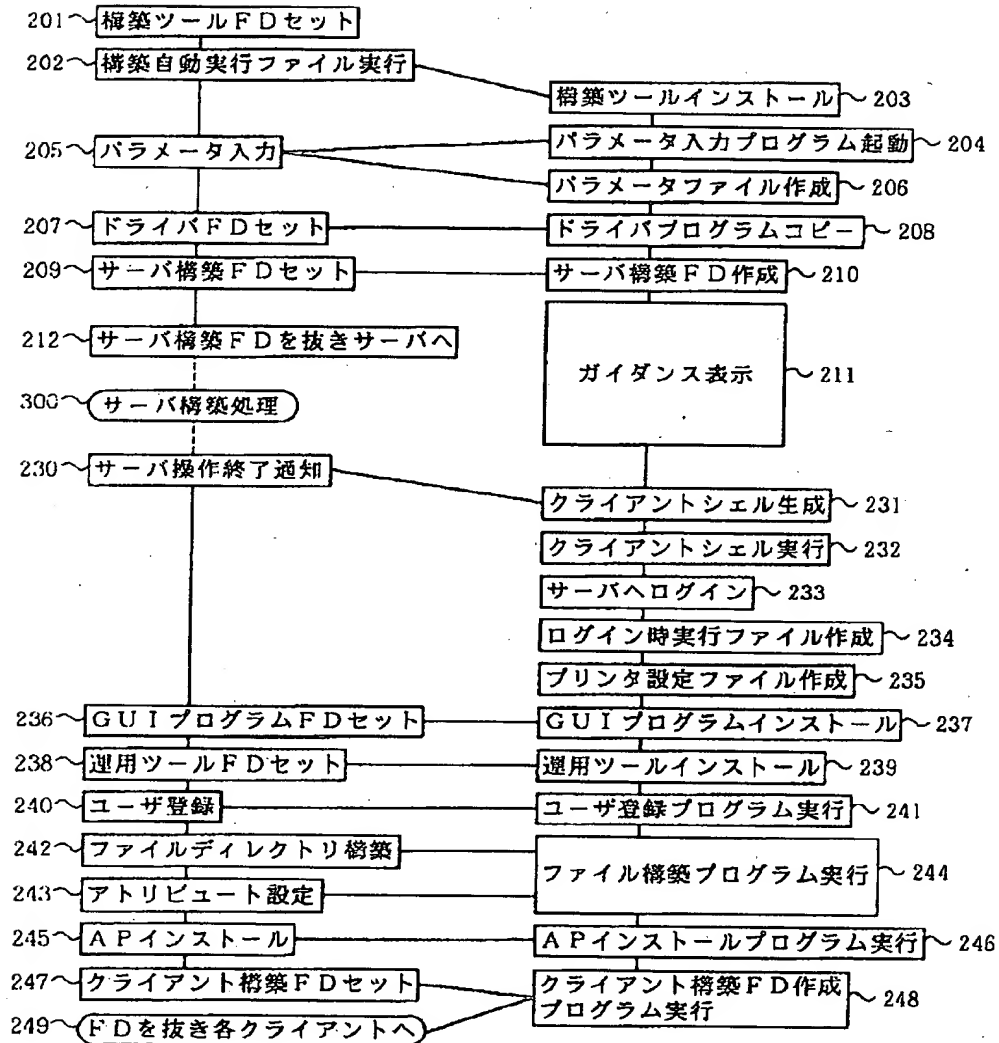 201 構築ツールFDセット
202 構築自動実行ファイル実行
構築ツールインストール 203
205 パラメータ入力
パラメータ入力プログラム起動 204
パラメータファイル作成 206
207 ドライバFDセット
ドライバプログラムコピー 208
209 サーバ構築FDセット
サーバ構築FD作成 210
212 サーバ構築FDを抜きサーバへ
ガイダンス表示 211
300 サーバ構築処理
230 サーバ操作終了通知
クライアントシェル生成 231
クライアントシェル実行 232
サーバへログイン 233
ログイン時実行ファイル作成 234
プリンタ設定ファイル作成 235
236 GUIプログラムFDセット
GUIプログラムインストール 237
238 運用ツールFDセット
運用ツールインストール 239
240 ユーザ登録
ユーザ登録プログラム実行 241
242 ファイルディレクトリ構築
ファイル構築プログラム実行 244
243 アトリビュート設定
245 APインストール
APインストールプログラム実行 246
247 クライアント構築FDセット
クライアント構築FD作成
プログラム実行 248
249 FDを抜き各クライアントへ